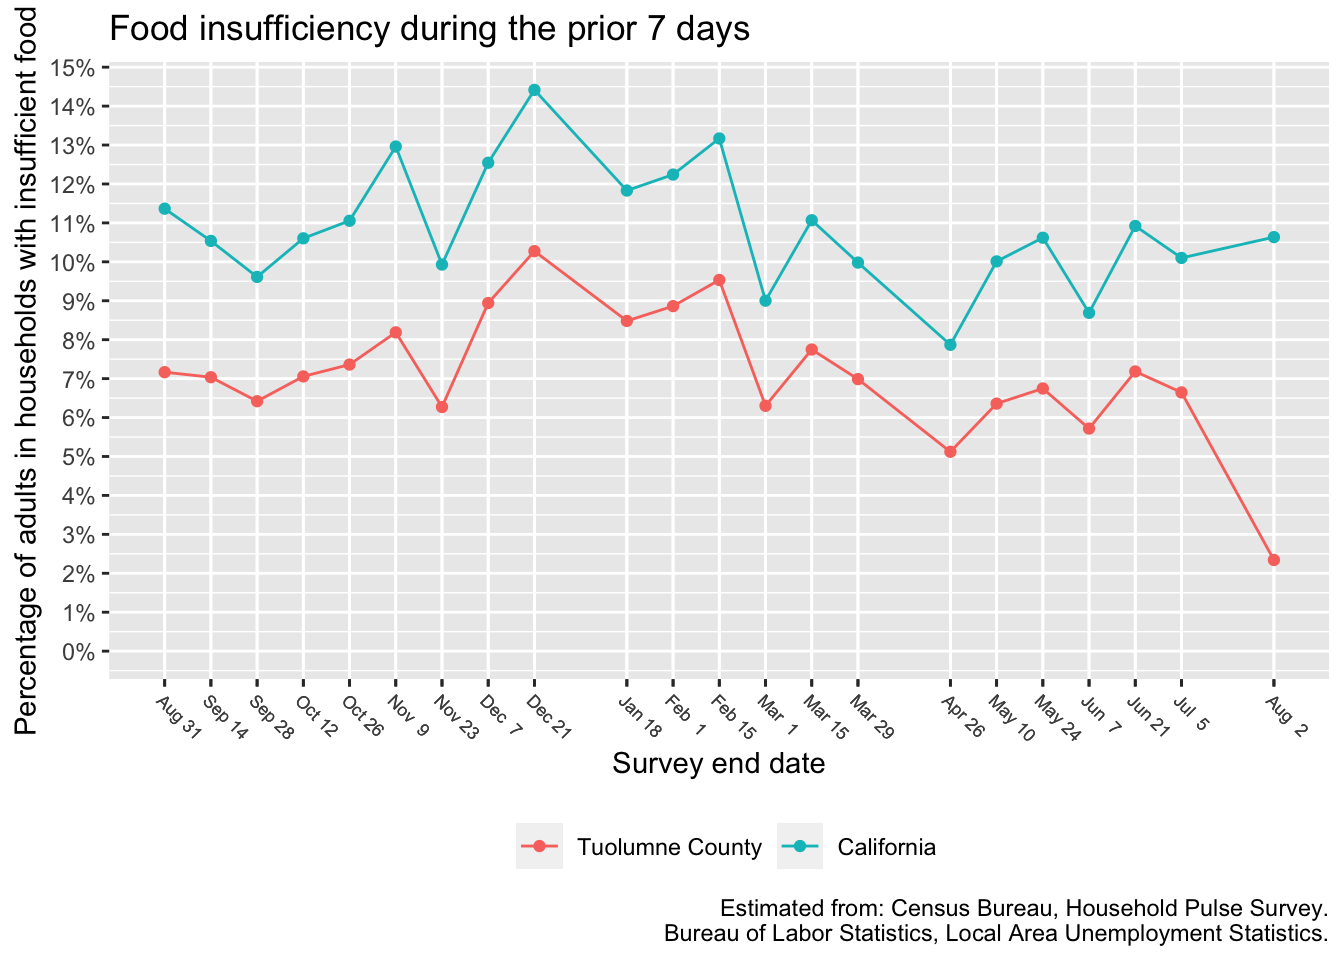 Food insufficiency during the prior 7 days
Percentage of adults in households with insufficient food
15%
14%
13%
12%
11%
10%
9%
8%
7%
6%
5%
4%
3%
2%
1%
0%
Aug 31
Sep 14
Sep 28
Oct 12
Oct 26
Nov 9
Nov 23
Dec 7
Dec 21
Jan 18
Feb 1
Feb 15
Mar 1
Mar 15
Mar 29
Apr 26
May 10
May 24
Jun 7
Jun 21
Jul 5
Aug 2
Survey end date
Tuolumne County
California
Estimated from: Census Bureau, Household Pulse Survey.
Bureau of Labor Statistics, Local Area Unemployment Statistics.